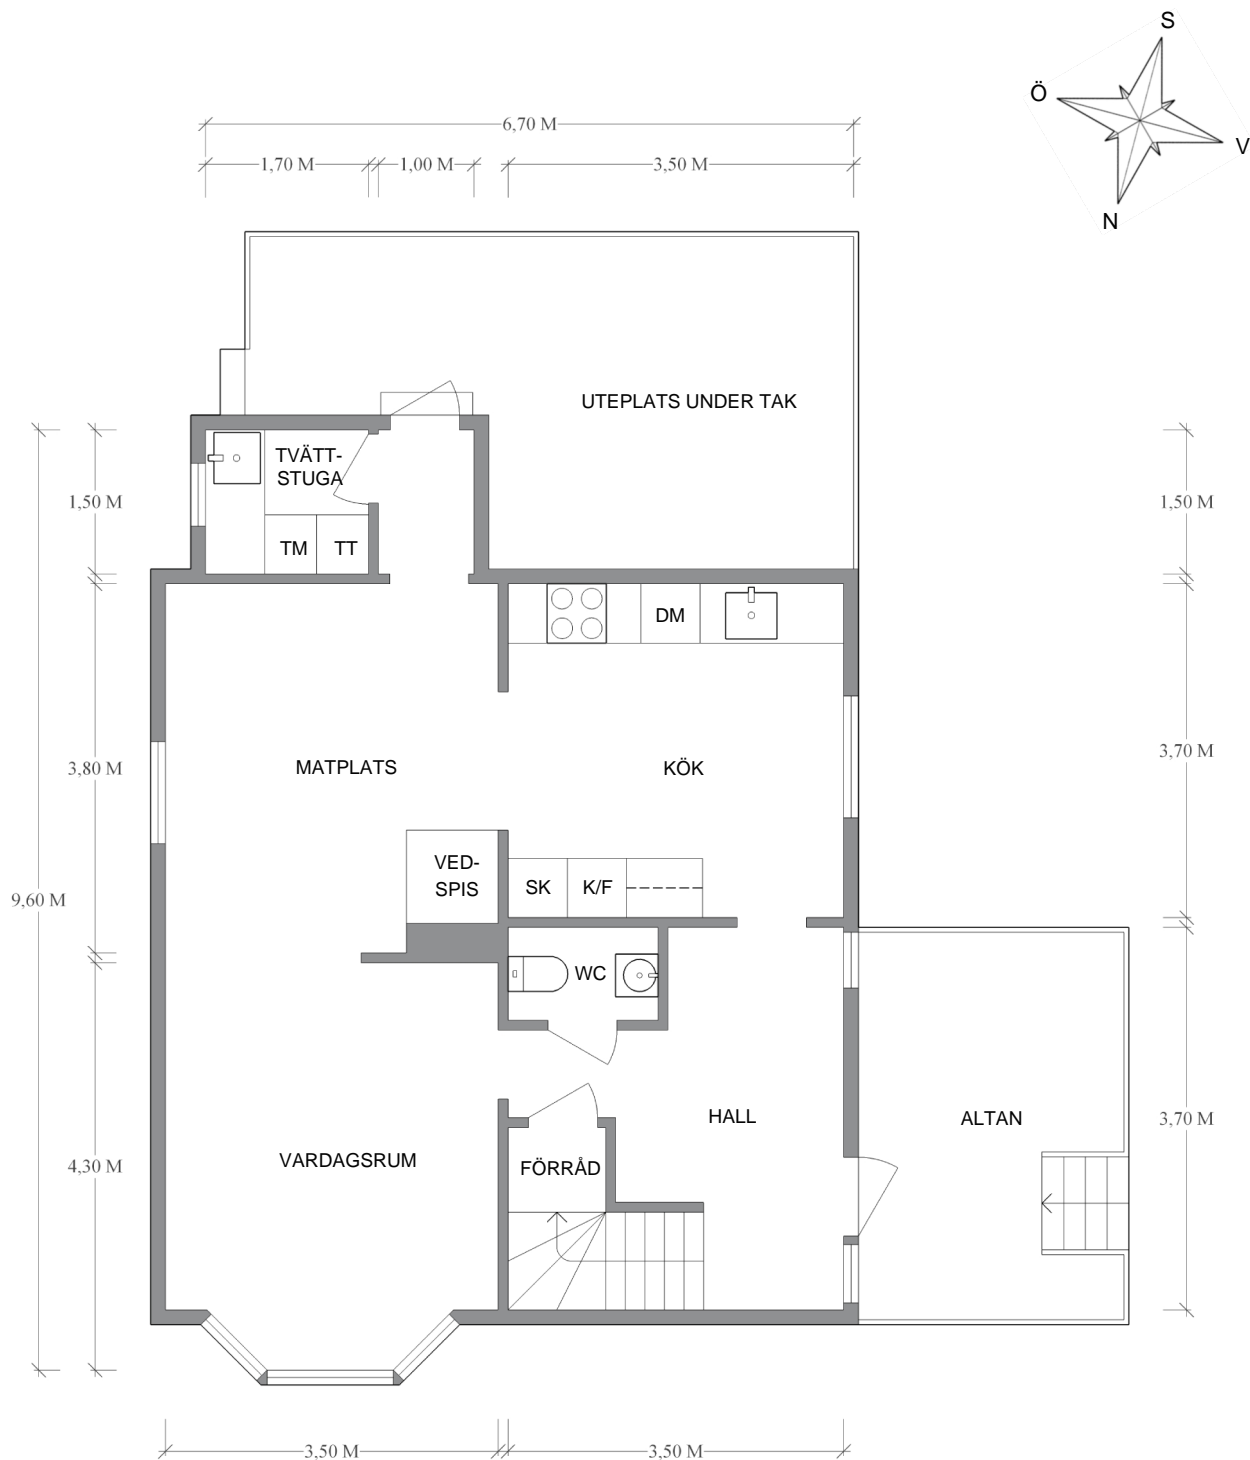 S
Ö
V
N
6,70 M
1,70 M
1,00 M
3,50 M
UTEPLATS UNDER TAK
TVÄTT-
STUGA
TM
TT
1,50 M
1,50 M
DM
MATPLATS
KÖK
3,80 M
3,70 M
VED-
SPIS
SK
K/F
9,60 M
WC
HALL
ALTAN
3,70 M
VARDAGSRUM
FÖRRÅD
4,30 M
3,50 M
3,50 M